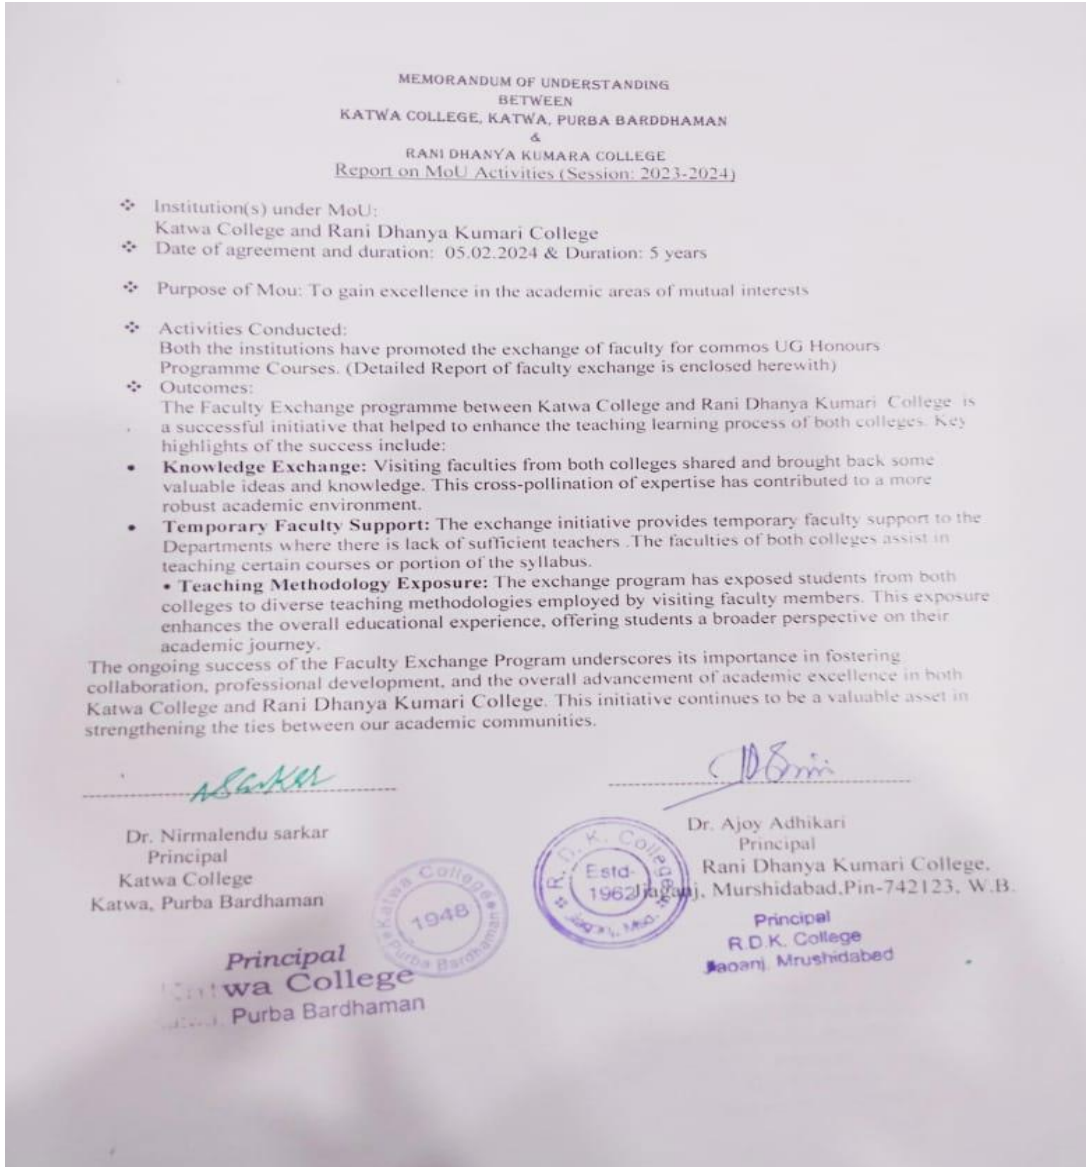 MEMORANDUM OF UNDERSTANDING
BETWEEN
KATWA COLLEGE, KATWA, PURBA BARDDHAMAN
&
RANI DHANYA KUMARA COLLEGE
Report on MoU Activities (Session: 2023-2024)
❖ Institution(s) under MoU:
Katwa College and Rani Dhanya Kumari College
❖ Date of agreement and duration: 05.02.2024 & Duration: 5 years
❖ Purpose of Mou: To gain excellence in the academic areas of mutual interests
❖ Activities Conducted:
Both the institutions have promoted the exchange of faculty for commos UG Honours
Programme Courses. (Detailed Report of faculty exchange is enclosed herewith)
❖ Outcomes:
The Faculty Exchange programme between Katwa College and Rani Dhanya Kumari College is
a successful initiative that helped to enhance the teaching learning process of both colleges. Key
highlights of the success include:
• Knowledge Exchange: Visiting faculties from both colleges shared and brought back some
valuable ideas and knowledge. This cross-pollination of expertise has contributed to a more
robust academic environment.
• Temporary Faculty Support: The exchange initiative provides temporary faculty support to the
Departments where there is lack of sufficient teachers .The faculties of both colleges assist in
teaching certain courses or portion of the syllabus.
• Teaching Methodology Exposure: The exchange program has exposed students from both
colleges to diverse teaching methodologies employed by visiting faculty members. This exposure
enhances the overall educational experience, offering students a broader perspective on their
academic journey.
The ongoing success of the Faculty Exchange Program underscores its importance in fostering
collaboration, professional development, and the overall advancement of academic excellence in both
Katwa College and Rani Dhanya Kumari College. This initiative continues to be a valuable asset in
strengthening the ties between our academic communities.
Dr. Nirmalendu sarkar
Principal
Katwa College
Katwa, Purba Bardhaman
Katwa College
1948
Purba Bardhaman
Principal
Katwa College
Purba Bardhaman
Dr. Ajoy Adhikari
Principal
Rani Dhanya Kumari College,
Jiaganj, Murshidabad,Pin-742123, W.B.
R. D. K. College
Estd-
1962
Principal
R.D.K. College
Mrushidabed